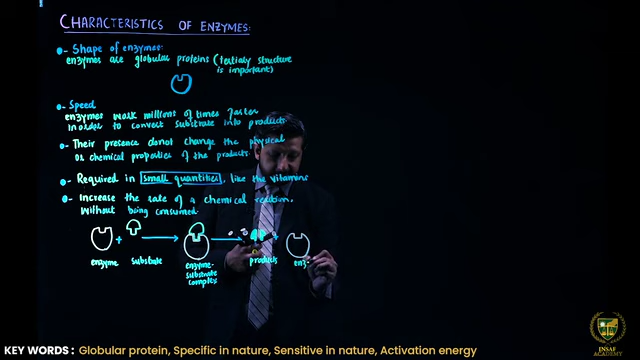 CHARACTERISTICS OF ENZYMES:
- Shape of enzymes:
enzymes are globular proteins (tertiary structure
is important)
- Speed
enzymes work millions of times faster
inorder to convert substrate into products
- Their presence donot change the physical
or chemical properties of the products
- Required in small quantities, like the vitamins
- Increase the rate of a chemical reaction,
without being consumed.
+ +
enzyme substrate enzyme- products enz
substrate
complex
INSAF
ACADEMY
KEY WORDS : Globular protein, Specific in nature, Sensitive in nature, Activation energy